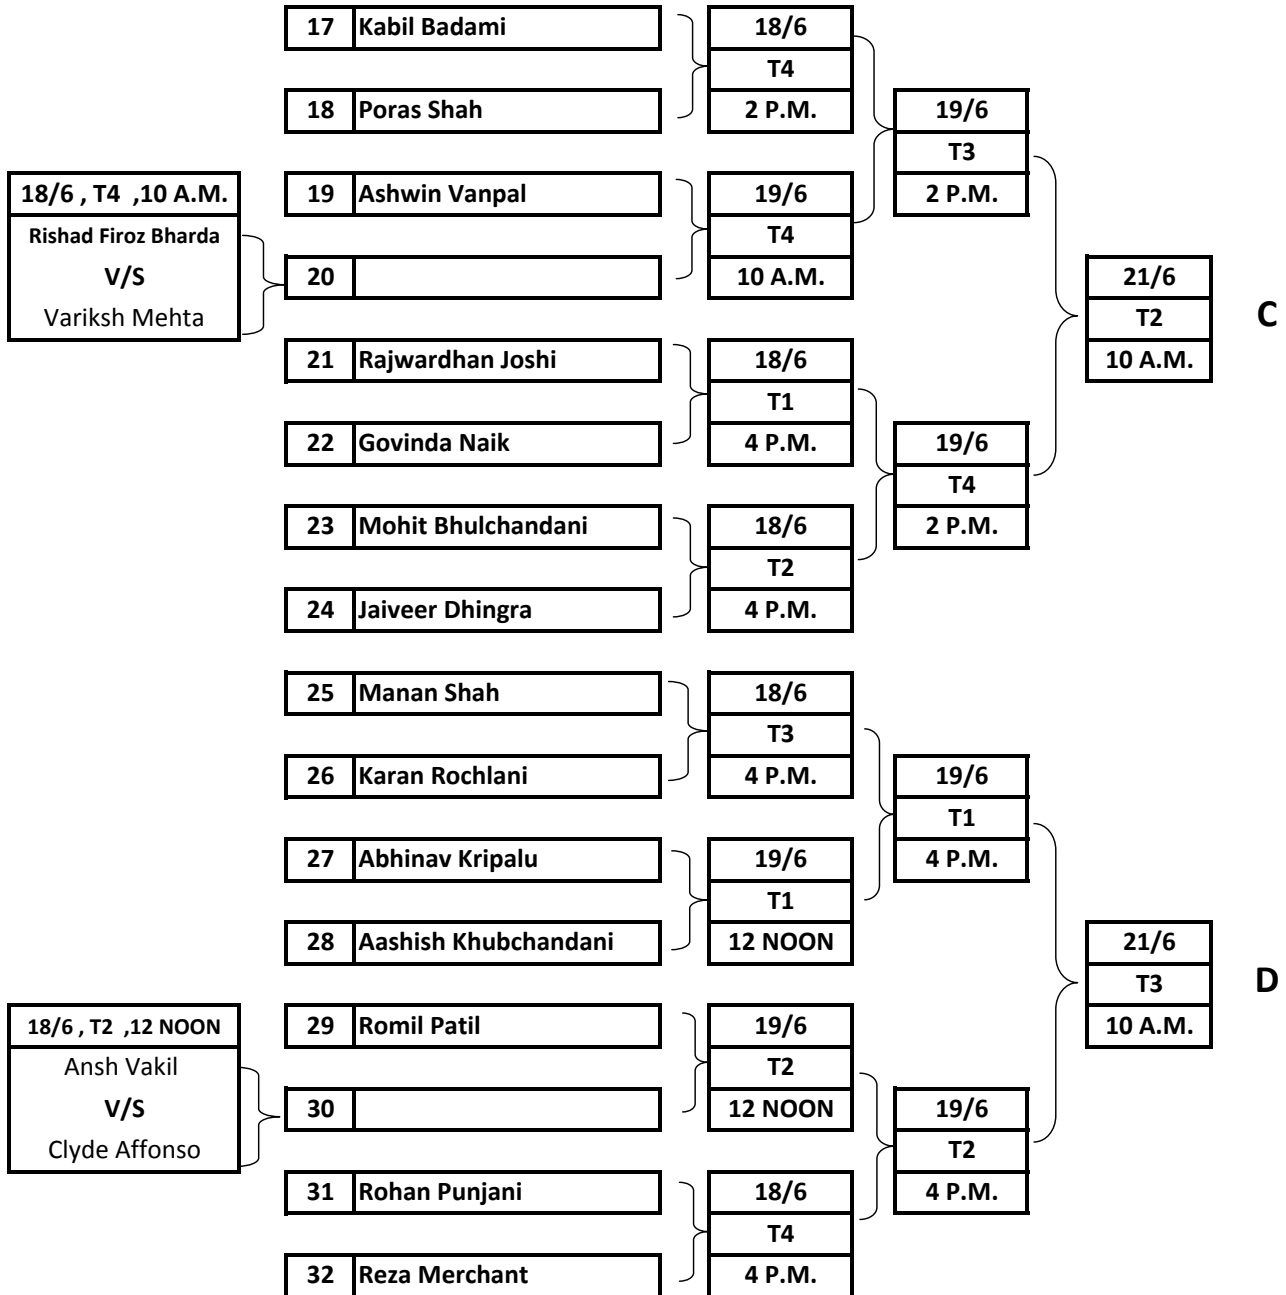 17 Kabil Badami 18/6
T4
18 Poras Shah 2 P.M. 19/6
T3
18/6 , T4 ,10 A.M. 19 Ashwin Vanpal 19/6 2 P.M.
Rishad Firoz Bharda T4
V/S 20 10 A.M. 21/6
Variksh Mehta T2 C
21 Rajwardhan Joshi 18/6 10 A.M.
T1
22 Govinda Naik 4 P.M. 19/6
T4
23 Mohit Bhulchandani 18/6 2 P.M.
T2
24 Jaiveer Dhingra 4 P.M.
25 Manan Shah 18/6
T3
26 Karan Rochlani 4 P.M. 19/6
T1
27 Abhinav Kripalu 19/6 4 P.M.
T1
28 Aashish Khubchandani 12 NOON 21/6
T3 D
18/6 , T2 ,12 NOON 29 Romil Patil 19/6 10 A.M.
Ansh Vakil T2
V/S 30 12 NOON 19/6
Clyde Affonso T2
31 Rohan Punjani 18/6 4 P.M.
T4
32 Reza Merchant 4 P.M.